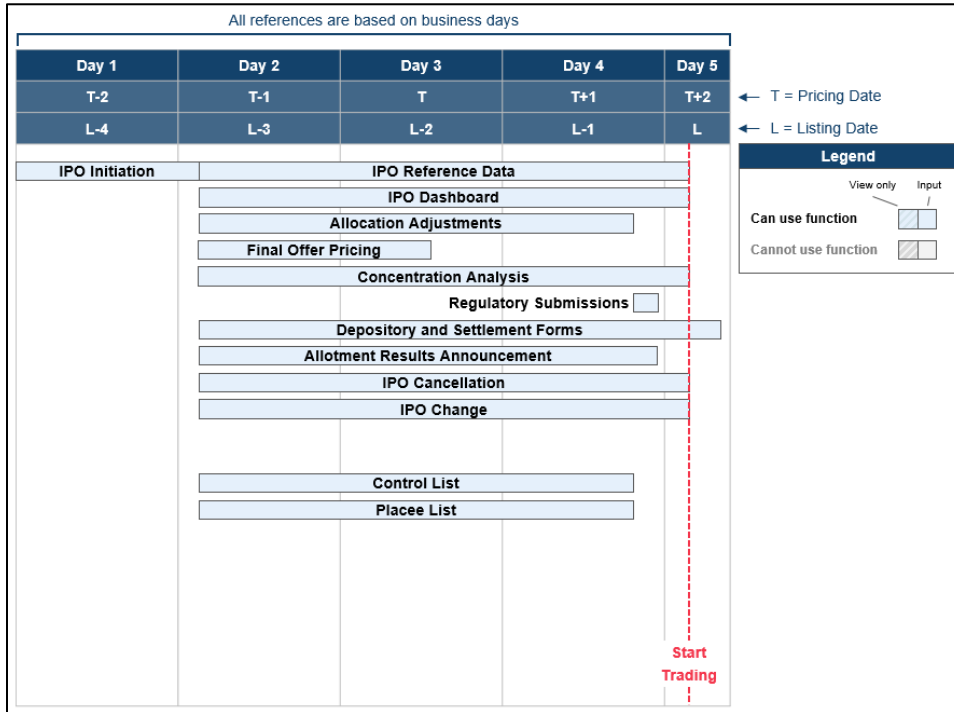 All references are based on business days
Day 1 Day 2 Day 3 Day 4 Day 5
T-2 T-1 T T+1 T+2 ← T = Pricing Date
L-4 L-3 L-2 L-1 L ← L = Listing Date
Legend
View only Input
Can use function
Cannot use function
IPO Initiation IPO Reference Data
IPO Dashboard
Allocation Adjustments
Final Offer Pricing
Concentration Analysis
Regulatory Submissions
Depository and Settlement Forms
Allotment Results Announcement
IPO Cancellation
IPO Change
Control List
Placee List
Start
Trading